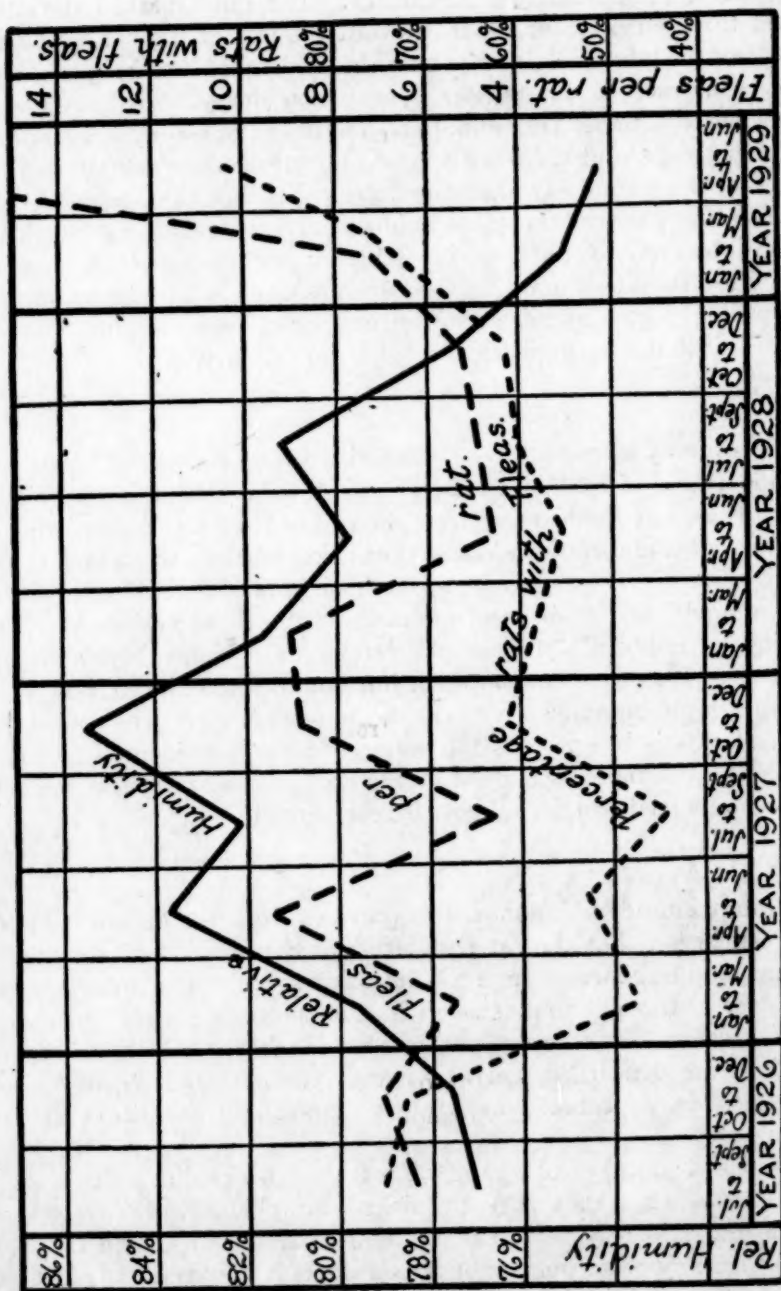 Rel. Humidity
86%
84%
82%
80%
78%
76%
Rats with fleas.
80%
70%
60%
50%
40%
Fleas per rat.
14
12
10
8
6
4
Relative Humidity
Fleas per rat
Percentage rats with fleas.
Jul. to Sept
Oct to Dec
Jan to Mar
Apr. to Jun.
Jul. to Sept
Oct. to Dec.
Jan to Mar.
Apr. to Jun
Jul to Sept
Oct. to Dec.
Jan to Mar.
Apr. to Jun.
YEAR 1926
YEAR 1927
YEAR 1928
YEAR 1929